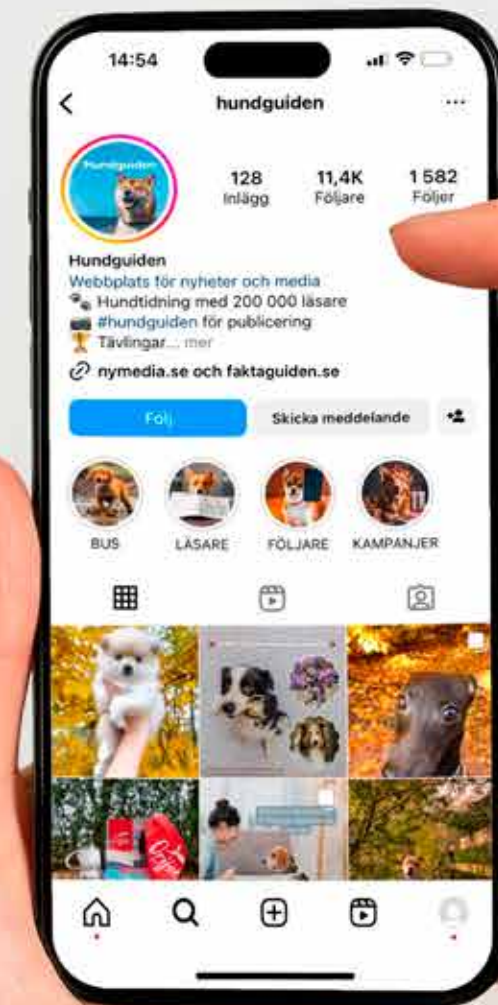 14:54
hundguiden
Hundguiden
128 11,4K 1 582
Inlägg Följare Följer
Hundguiden
Webbplats för nyheter och media
Hundtidning med 200 000 läsare
#hundguiden för publicering
Tävlingar... mer
nymedia.se och faktaguiden.se
Följ
Skicka meddelande
BUS LÄSARE FÖLJARE KAMPANJER